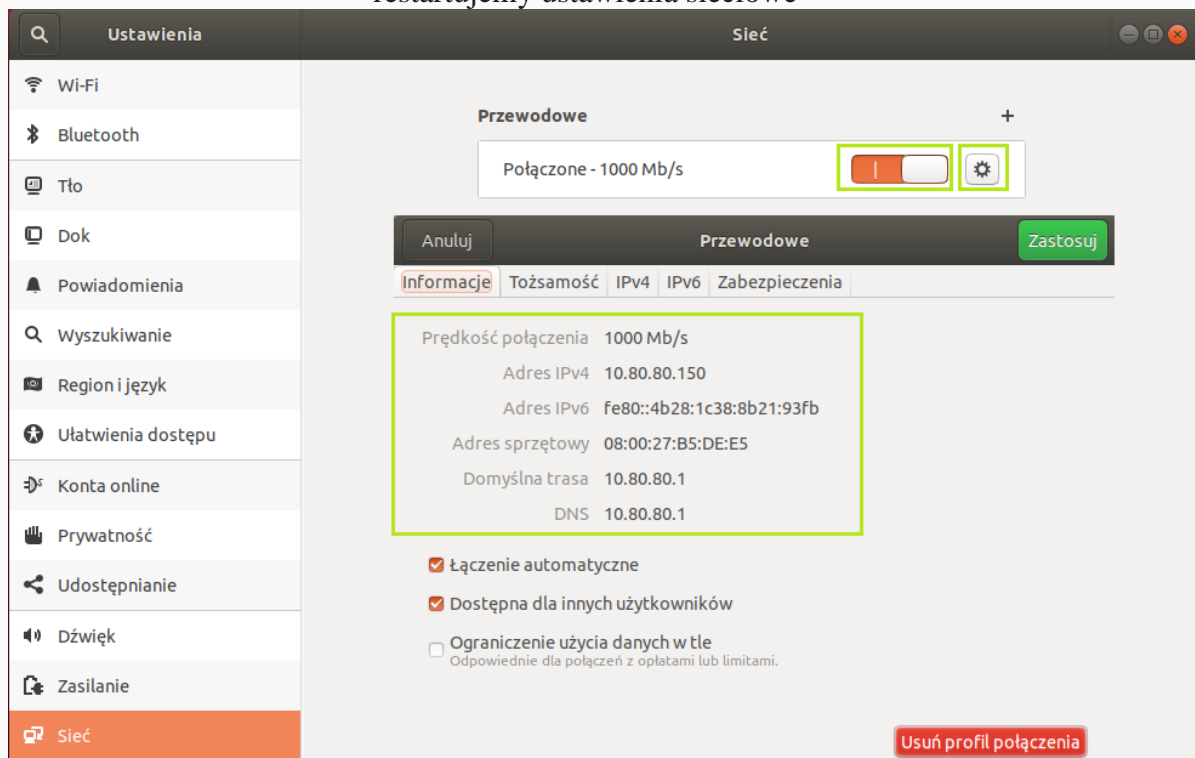 restartujemy ustawienia sieciowe
Ustawienia
Sieć
Wi-Fi
Bluetooth
Tło
Dok
Powiadomienia
Wyszukiwanie
Region i język
Ułatwienia dostępu
Konta online
Prywatność
Udostępnianie
Dźwięk
Zasilanie
Sieć
Przewodowe +
Połączone - 1000 Mb/s
Anuluj Przewodowe Zastosuj
Informacje Tożsamość IPv4 IPv6 Zabezpieczenia
Prędkość połączenia 1000 Mb/s
Adres IPv4 10.80.80.150
Adres IPv6 fe80::4b28:1c38:8b21:93fb
Adres sprzętowy 08:00:27:B5:DE:E5
Domyślna trasa 10.80.80.1
DNS 10.80.80.1
Łączenie automatyczne
Dostępna dla innych użytkowników
Ograniczenie użycia danych w tle
Odpowiednie dla połączeń z opłatami lub limitami.
Usuń profil połączenia